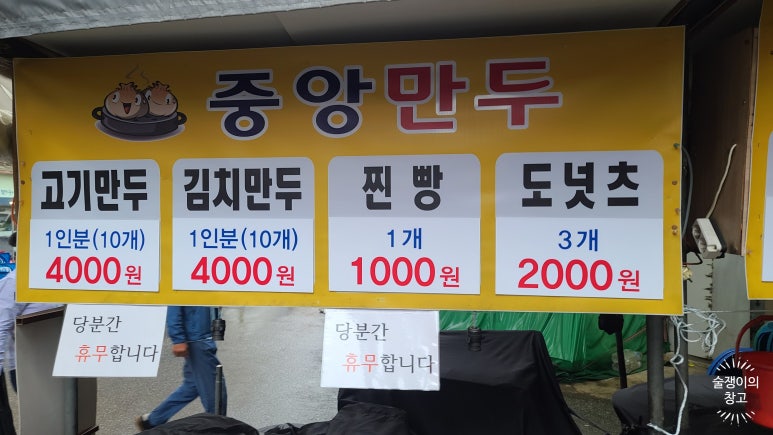 중앙만두
고기만두
1인분(10개)
4000원
김치만두
1인분(10개)
4000원
찐빵
1개
1000원
도넛츠
3개
2000원
당분간
휴무합니다
당분간
휴무합니다
술쟁이의
창고